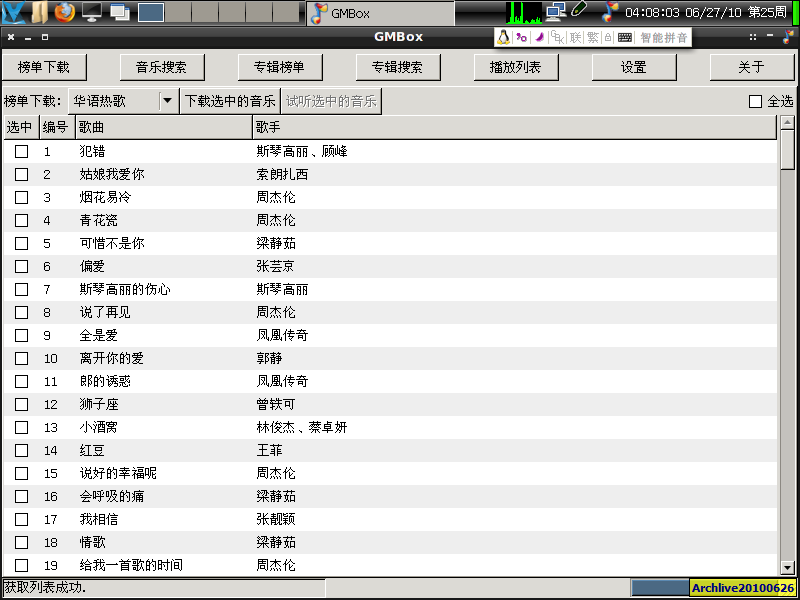 GMBox
04:08:03 06/27/10 第25周
GMBox
联 繁 智能拼音
榜单下载 音乐搜索 专辑榜单 专辑搜索 播放列表 设置 关于
榜单下载: 华语热歌 下载选中的音乐 试听选中的音乐 全选
选中 编号 歌曲 歌手
1 犯错 斯琴高丽、顾峰
2 姑娘我爱你 索朗扎西
3 烟花易冷 周杰伦
4 青花瓷 周杰伦
5 可惜不是你 梁静茹
6 偏爱 张芸京
7 斯琴高丽的伤心 斯琴高丽
8 说了再见 周杰伦
9 全是爱 凤凰传奇
10 离开你的爱 郭静
11 郎的诱惑 凤凰传奇
12 狮子座 曾轶可
13 小酒窝 林俊杰、蔡卓妍
14 红豆 王菲
15 说好的幸福呢 周杰伦
16 会呼吸的痛 梁静茹
17 我相信 张靓颖
18 情歌 梁静茹
19 给我一首歌的时间 周杰伦
获取列表成功.
Archlive20100626